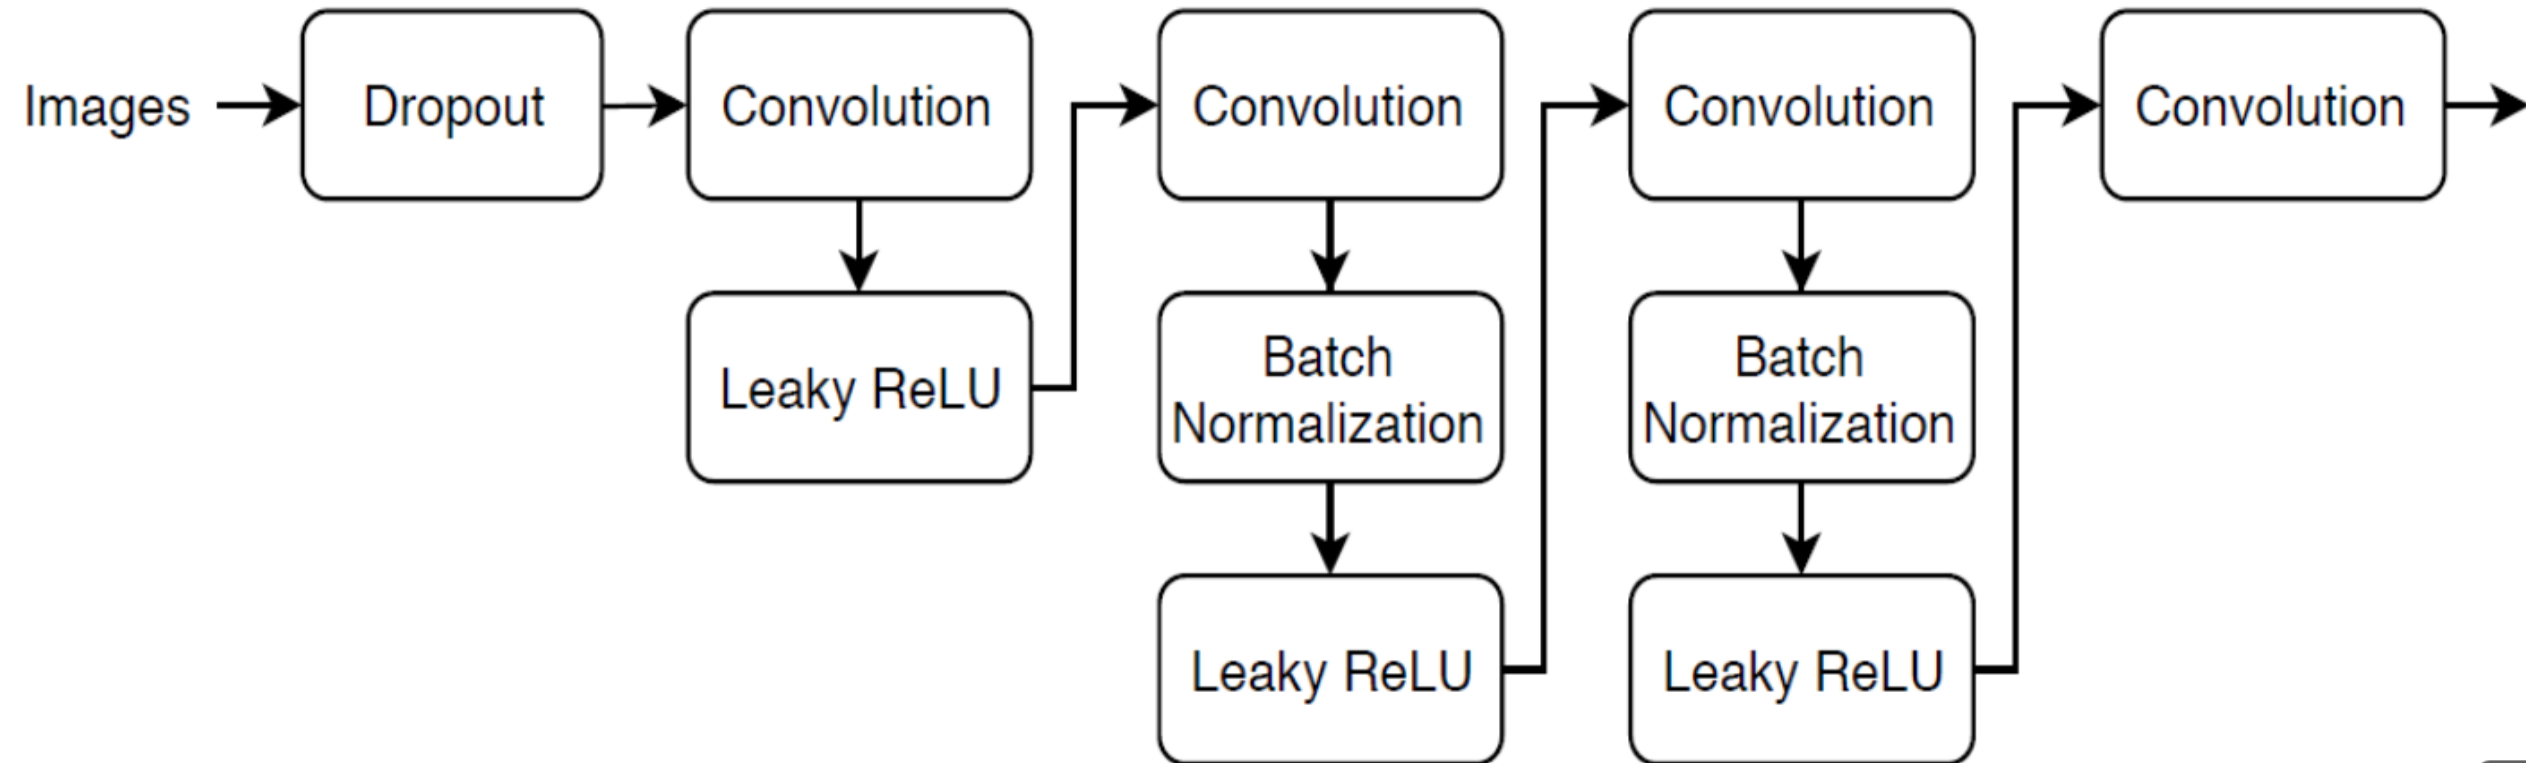 Images
Dropout
Convolution
Leaky ReLU
Convolution
Batch
Normalization
Leaky ReLU
Convolution
Batch
Normalization
Leaky ReLU
Convolution